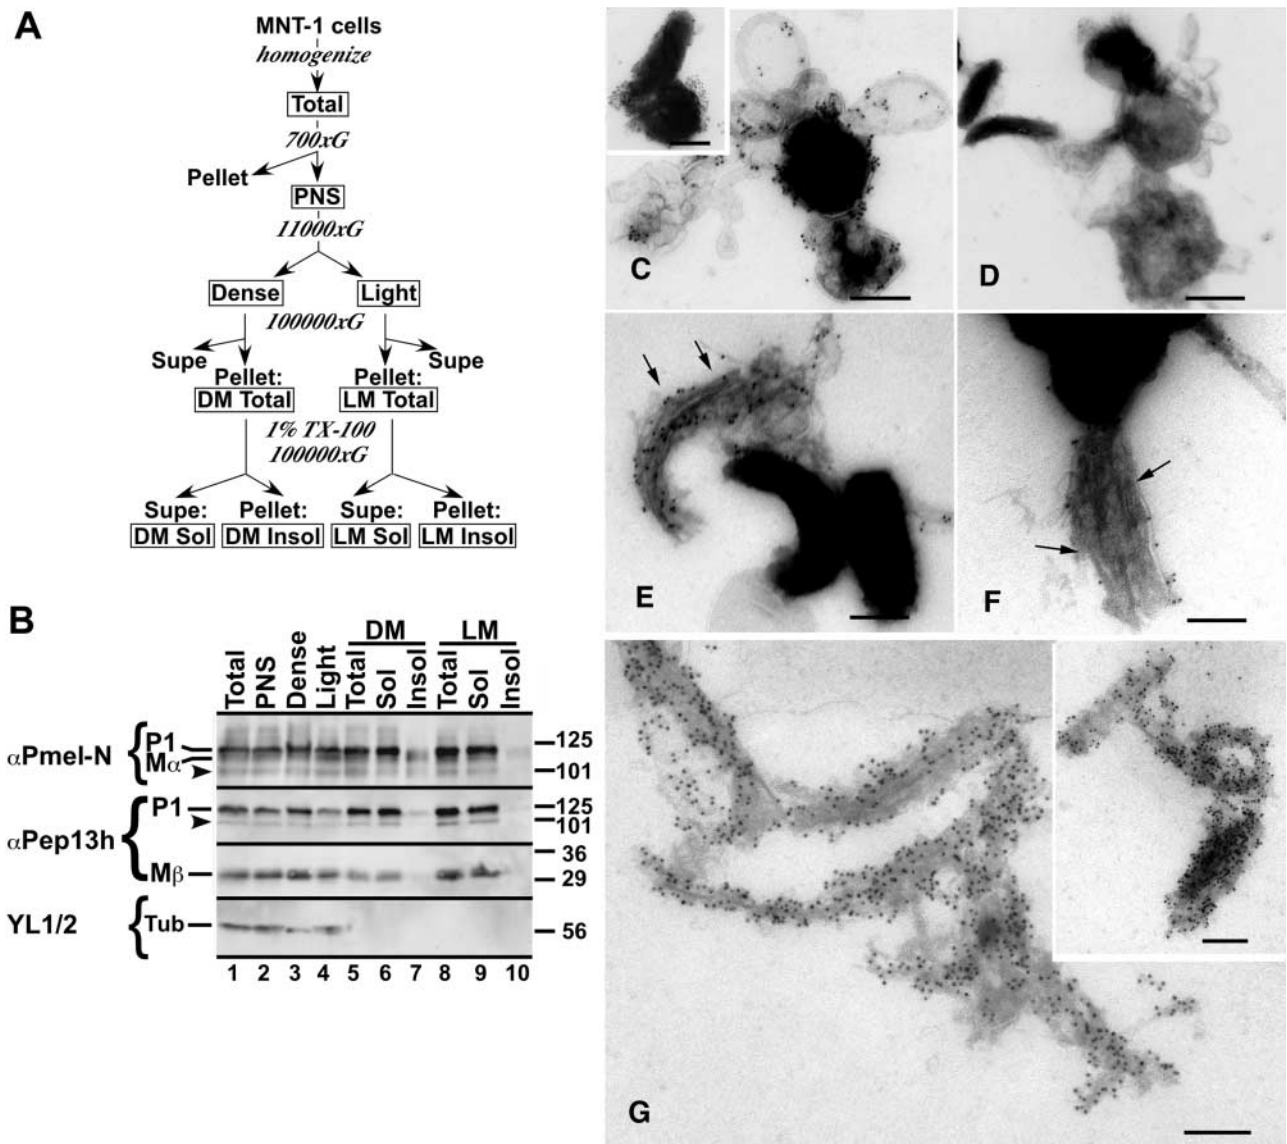 A
MNT-1 cells
homogenize
Total
700xG
Pellet
PNS
11000xG
Dense Light
100000xG
Supe Supe
Pellet: Pellet:
DM Total LM Total
1% TX-100
100000xG
Supe: Pellet: Supe: Pellet:
DM Sol DM Insol LM Sol LM Insol
B
DM LM
Total PNS Dense Light Total Sol Insol Total Sol Insol
αPmel-N { P1 125
Mα 101
αPep13h { P1 125
101
36
Mβ 29
YL1/2 { Tub 56
1 2 3 4 5 6 7 8 9 10
C
D
E
F
G